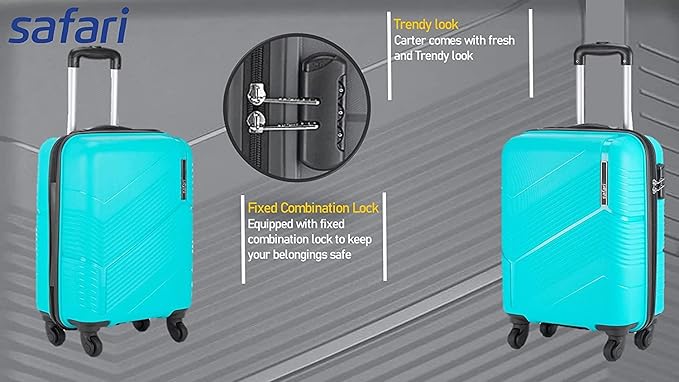 safari
Trendy look
Carter comes with fresh
and Trendy look
Fixed Combination Lock
Equipped with fixed
combination lock to keep
your belongings safe